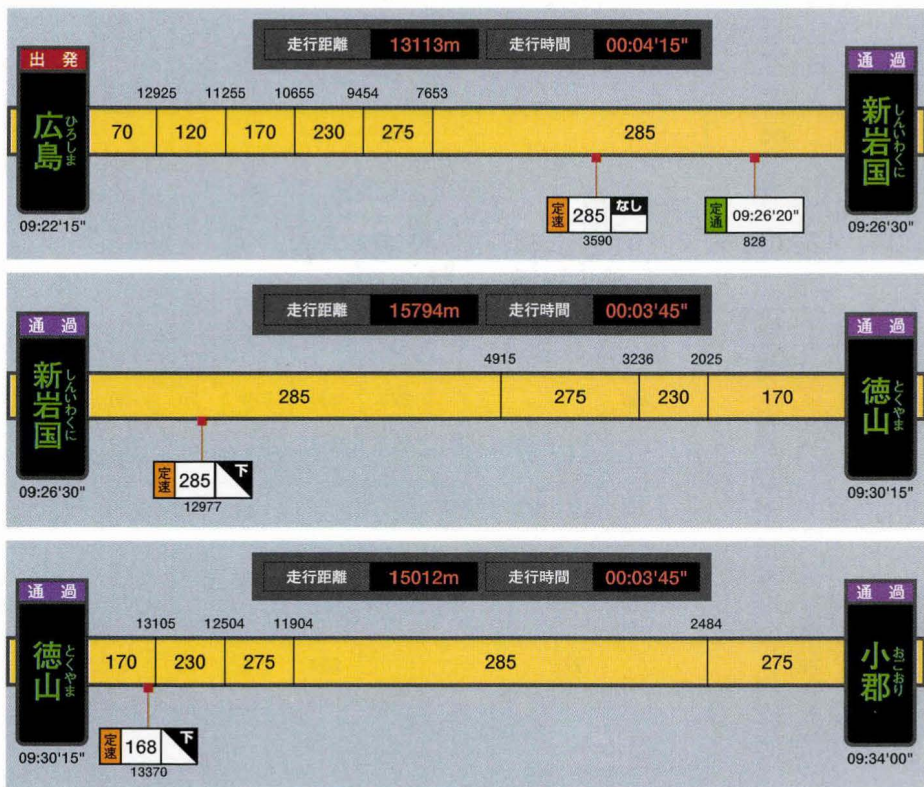 走行距離 13113m 走行時間 00:04'15"
出発
広島
ひろしま
09:22'15"
12925 11255 10655 9454 7653
70 120 170 230 275 285
定速 285 なし
3590
定通 09:26'20"
828
通過
新岩国
しんいわくに
09:26'30"
走行距離 15794m 走行時間 00:03'45"
通過
新岩国
しんいわくに
09:26'30"
4915 3236 2025
285 275 230 170
定速 285 下
12977
通過
徳山
とくやま
09:30'15"
走行距離 15012m 走行時間 00:03'45"
通過
徳山
とくやま
09:30'15"
13105 12504 11904 2484
170 230 275 285 275
定速 168 下
13370
通過
小郡
おごおり
09:34'00"